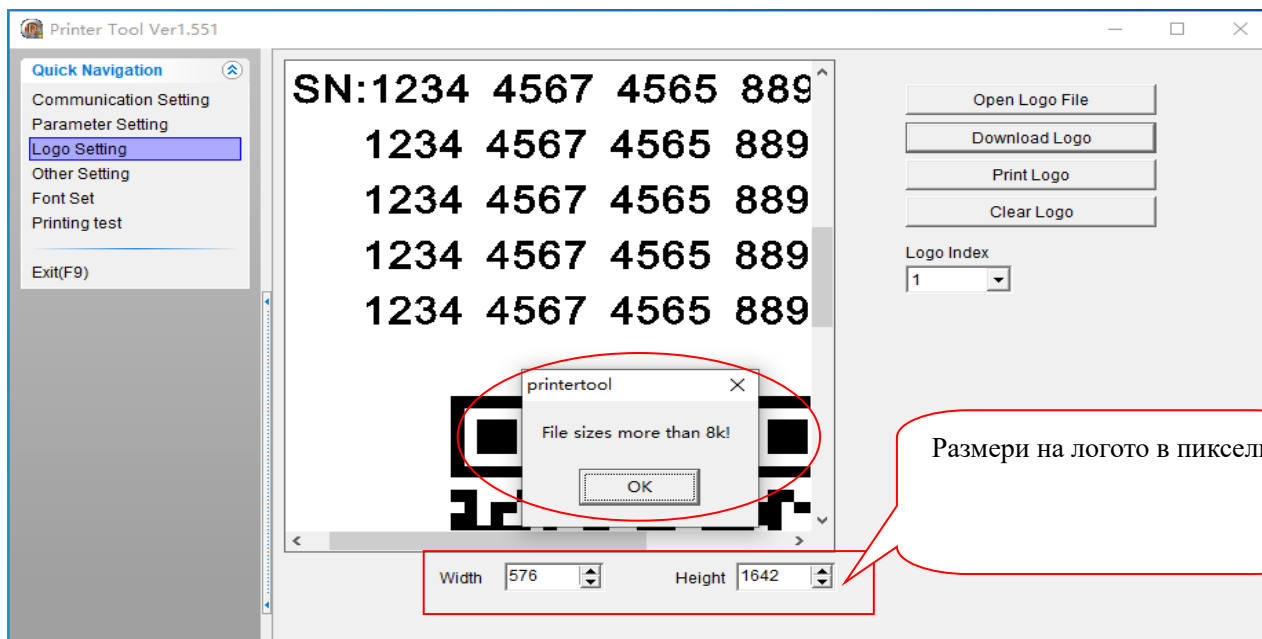 Printer Tool Ver1.551
Quick Navigation
Communication Setting
Parameter Setting
Logo Setting
Other Setting
Font Set
Printing test
Exit(F9)
SN:1234 4567 4565 889
1234 4567 4565 889
1234 4567 4565 889
1234 4567 4565 889
1234 4567 4565 889
printertool
File sizes more than 8k!
OK
Width 576 Height 1642
Open Logo File
Download Logo
Print Logo
Clear Logo
Logo Index
1
Размери на логото в пиксели